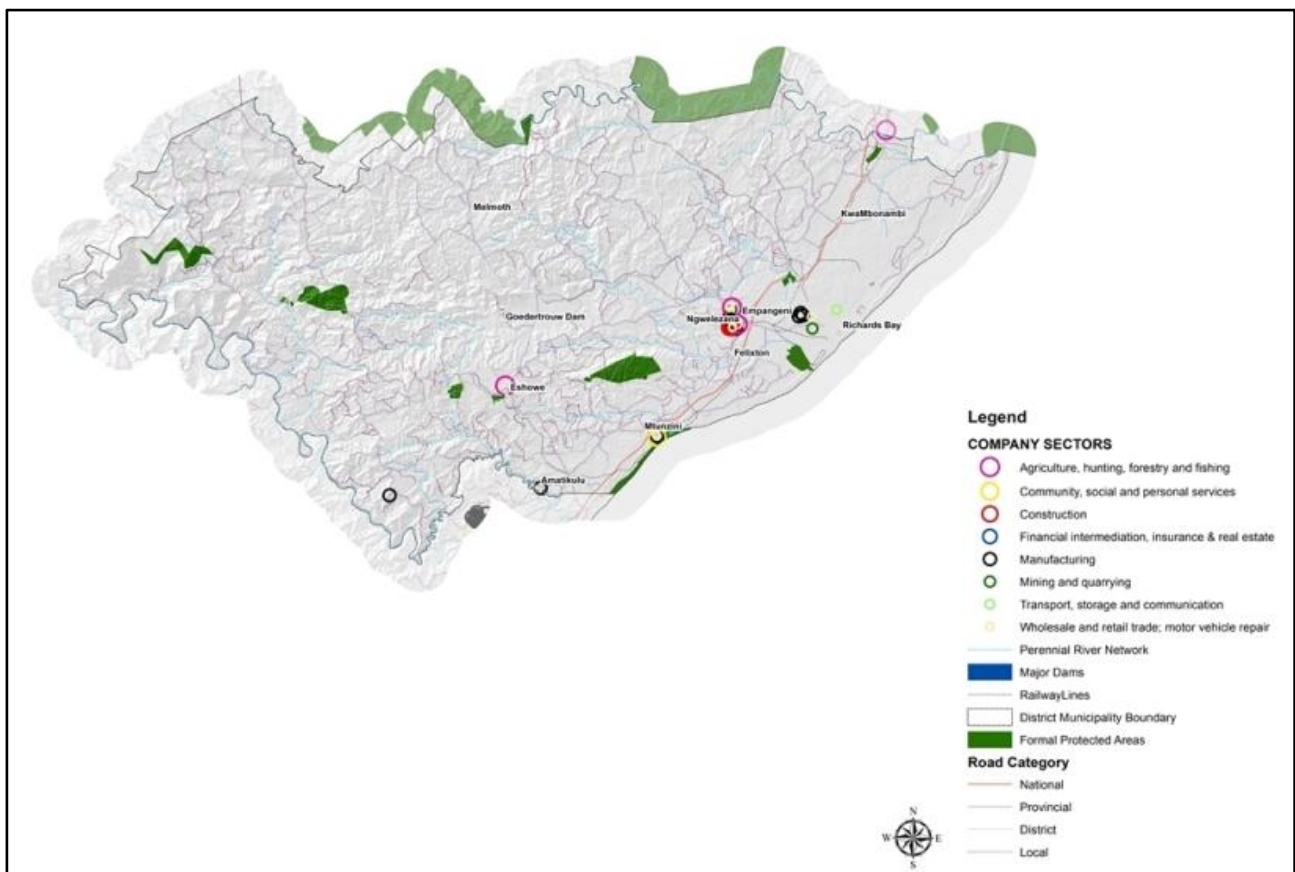 Melmoth
KwaMbonambi
Goedertrouw Dam
Empangeni
Ngwelezana
Richards Bay
Felixton
Eshowe
Mtunzini
Amatikulu
Legend
COMPANY SECTORS
Agriculture, hunting, forestry and fishing
Community, social and personal services
Construction
Financial intermediation, insurance & real estate
Manufacturing
Mining and quarrying
Transport, storage and communication
Wholesale and retail trade; motor vehicle repair
Perennial River Network
Major Dams
RailwayLines
District Municipality Boundary
Formal Protected Areas
Road Category
National
Provincial
District
Local
N
W E
S